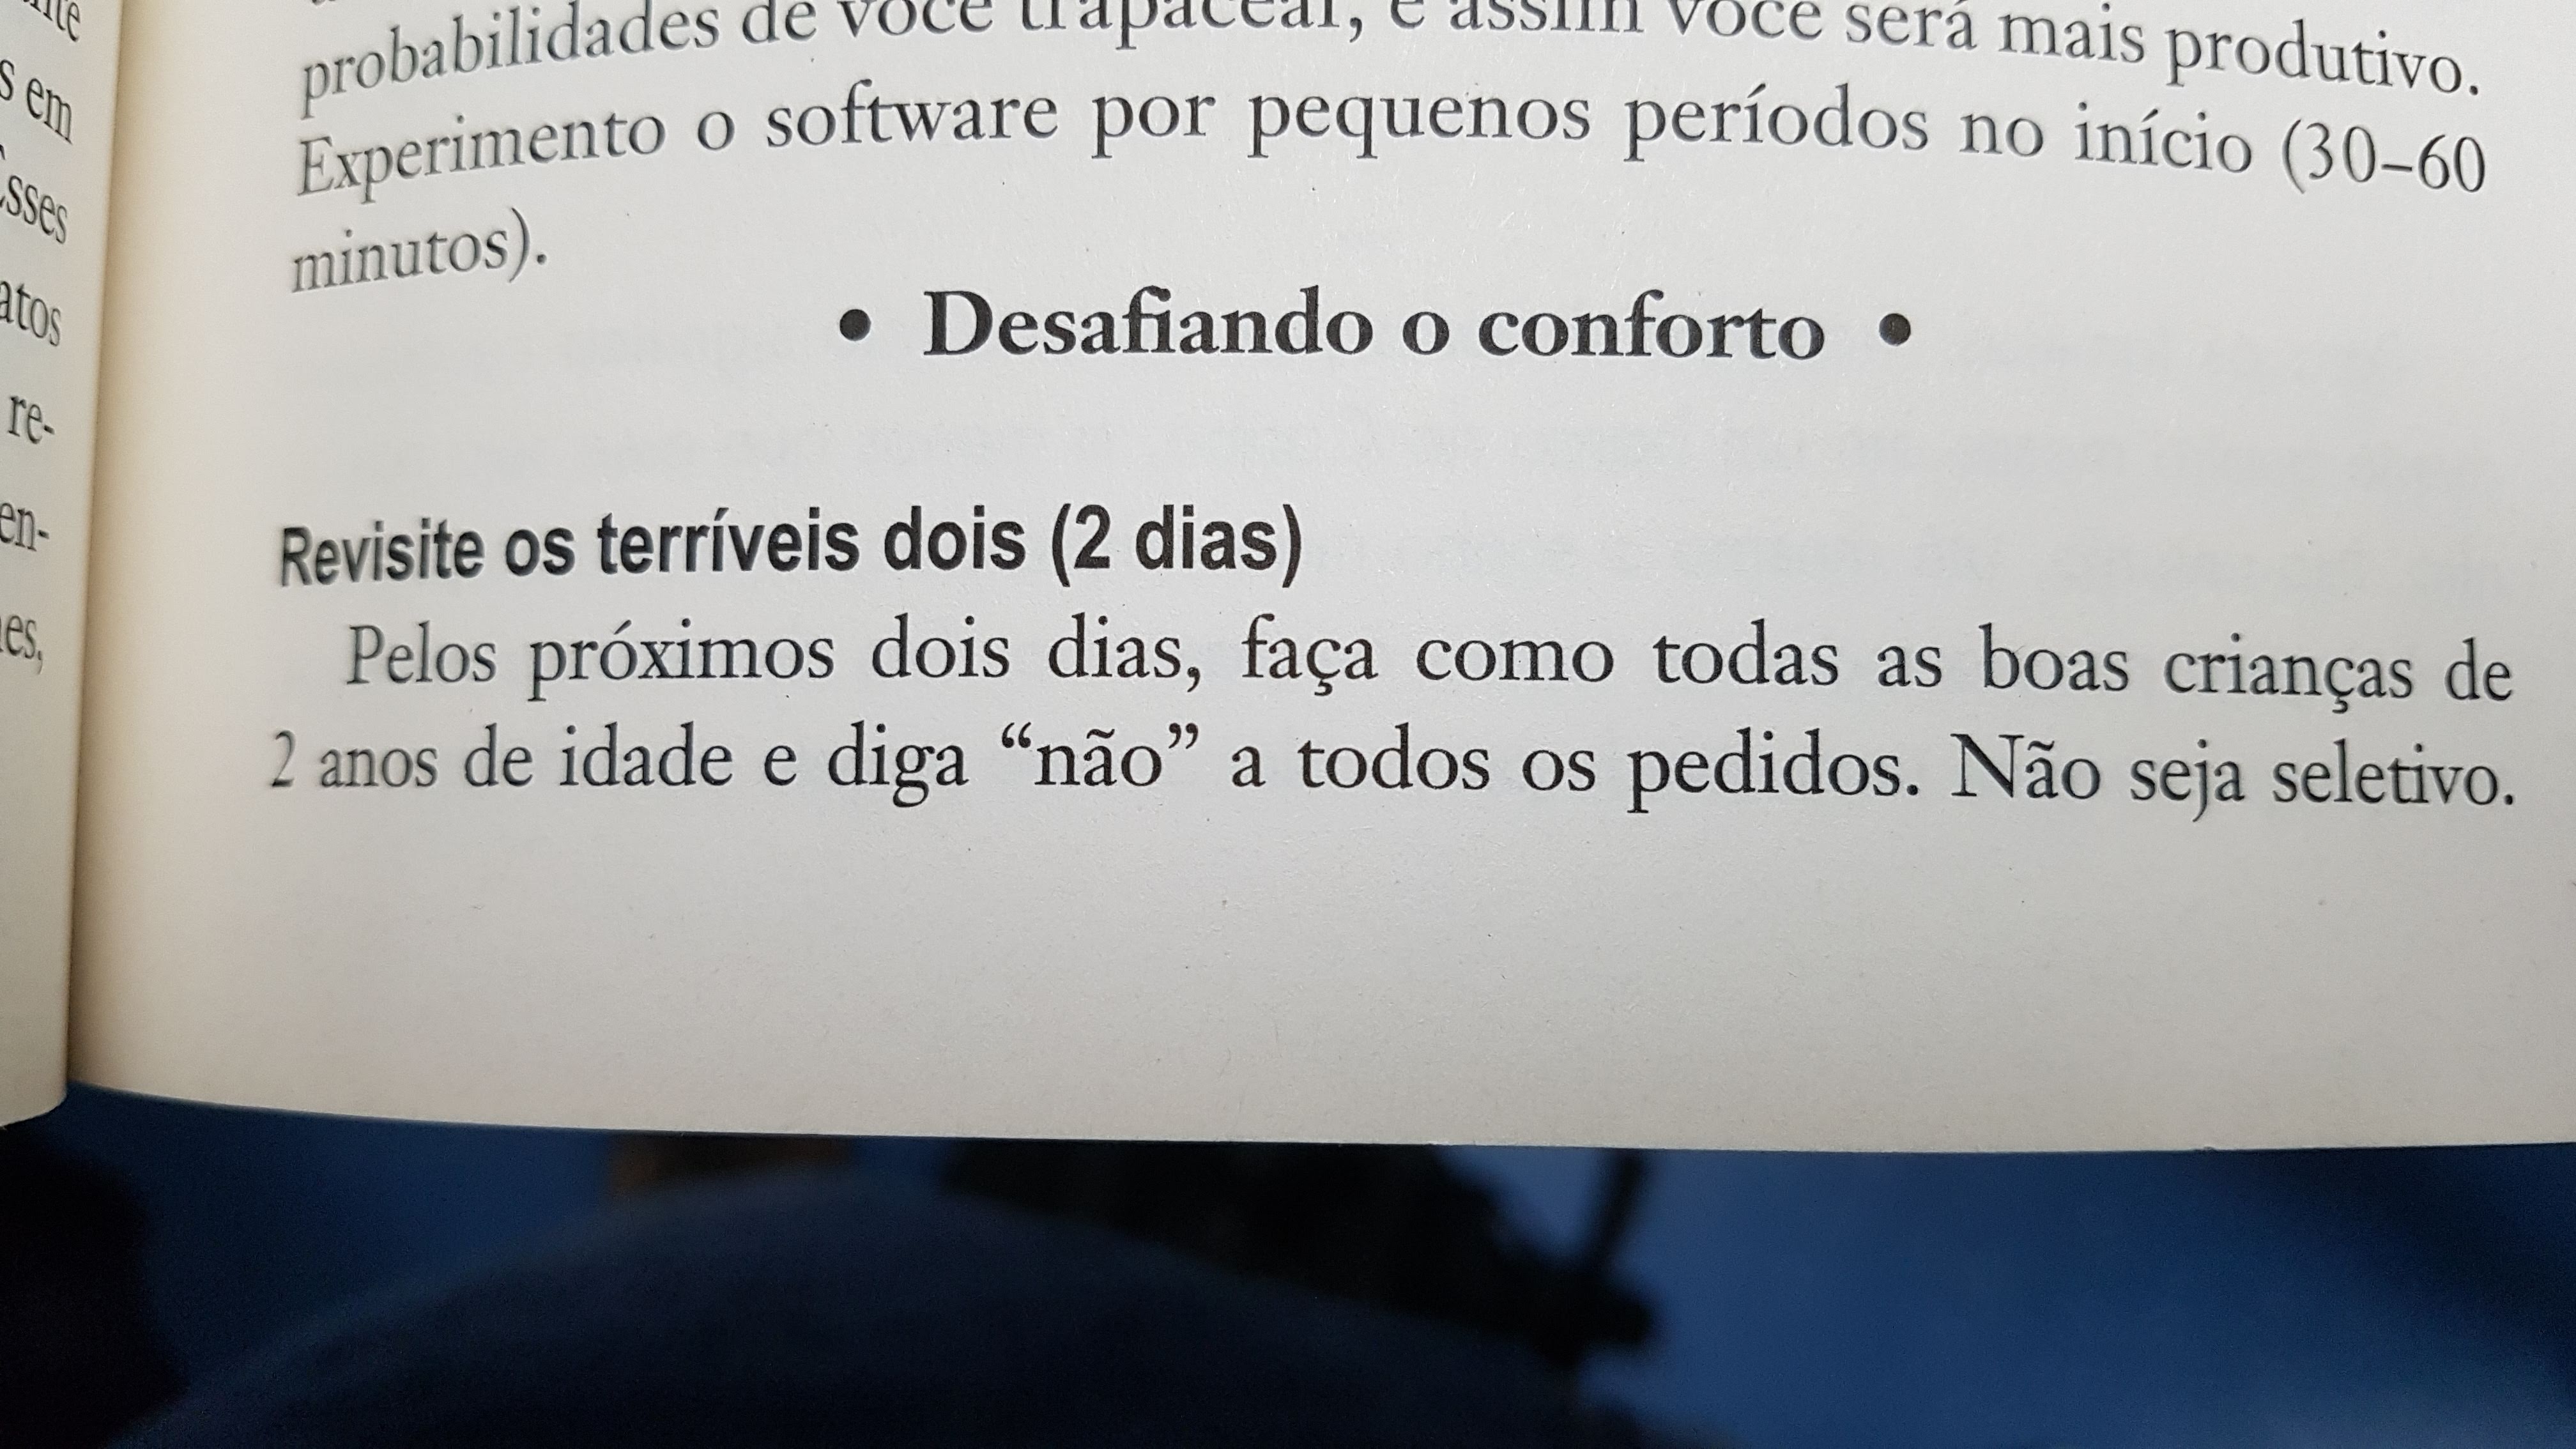 em
sses
atos
re-
en-
es,
probabilidades de você trapacear, e assim você será mais produtivo.
Experimento o software por pequenos períodos no início (30–60
minutos).
• Desafiando o conforto •
Revisite os terríveis dois (2 dias)
Pelos próximos dois dias, faça como todas as boas crianças de
2 anos de idade e diga “não” a todos os pedidos. Não seja seletivo.